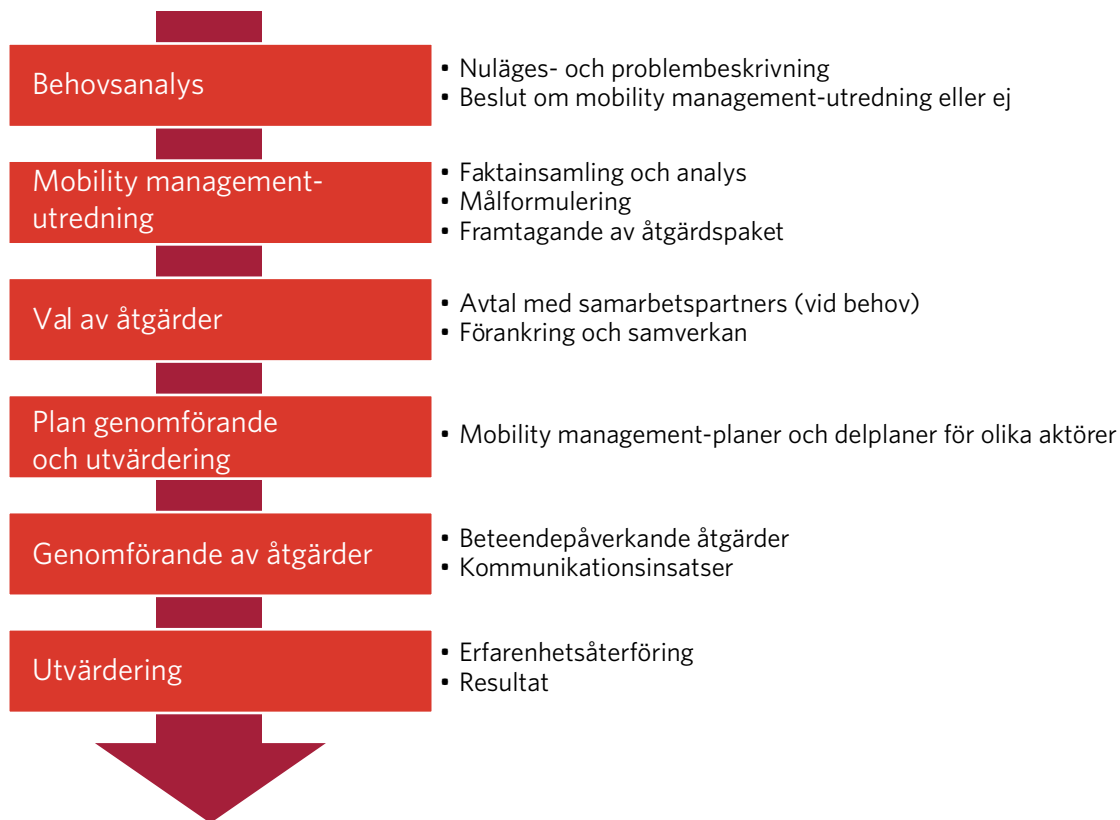 Behovsanalys
• Nuläges- och problembeskrivning
• Beslut om mobility management-utredning eller ej
Mobility management-
utredning
• Faktainsamling och analys
• Målformulering
• Framtagande av åtgärdspaket
Val av åtgärder
• Avtal med samarbetspartners (vid behov)
• Förankring och samverkan
Plan genomförande
och utvärdering
• Mobility management-planer och delplaner för olika aktörer
Genomförande av åtgärder
• Beteendepåverkande åtgärder
• Kommunikationsinsatser
Utvärdering
• Erfarenhetsåterföring
• Resultat